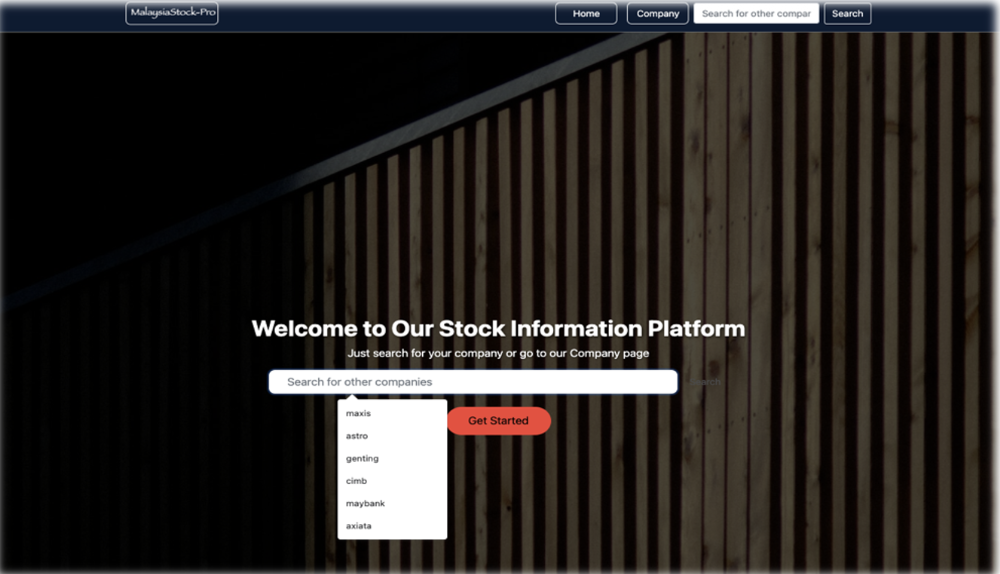 MalaysiaStock-Pro
Home
Company
Search for other compar
Search
Welcome to Our Stock Information Platform
Just search for your company or go to our Company page
Search for other companies
Search
maxis
Get Started
astro
genting
cimb
maybank
axiata